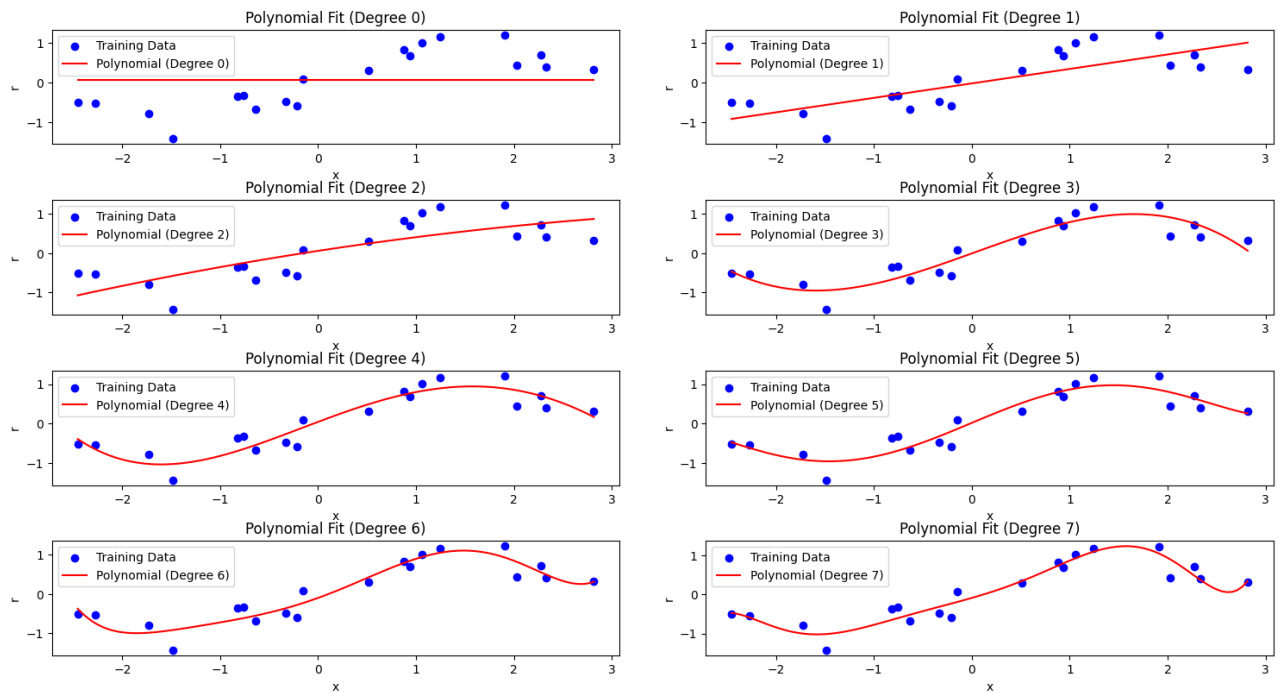 Polynomial Fit (Degree 0)
Training Data
Polynomial (Degree 0)
1
0
−1
r
−2 −1 0 1 2 3
x
Polynomial Fit (Degree 1)
Training Data
Polynomial (Degree 1)
1
0
−1
r
−2 −1 0 1 2 3
x
Polynomial Fit (Degree 2)
Training Data
Polynomial (Degree 2)
1
0
−1
r
−2 −1 0 1 2 3
x
Polynomial Fit (Degree 3)
Training Data
Polynomial (Degree 3)
1
0
−1
r
−2 −1 0 1 2 3
x
Polynomial Fit (Degree 4)
Training Data
Polynomial (Degree 4)
1
0
−1
r
−2 −1 0 1 2 3
x
Polynomial Fit (Degree 5)
Training Data
Polynomial (Degree 5)
1
0
−1
r
−2 −1 0 1 2 3
x
Polynomial Fit (Degree 6)
Training Data
Polynomial (Degree 6)
1
0
−1
r
−2 −1 0 1 2 3
x
Polynomial Fit (Degree 7)
Training Data
Polynomial (Degree 7)
1
0
−1
r
−2 −1 0 1 2 3
x